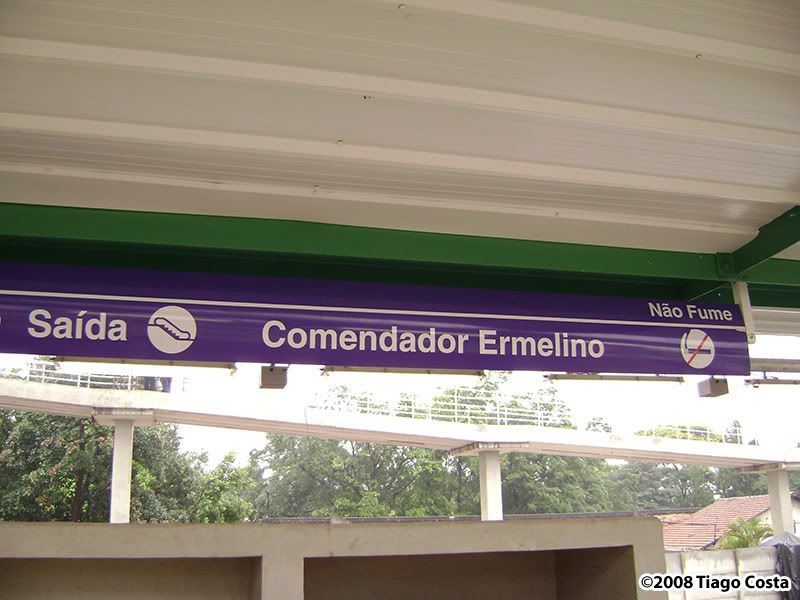 Não Fume
Saída Comendador Ermelino
©2008 Tiago Costa